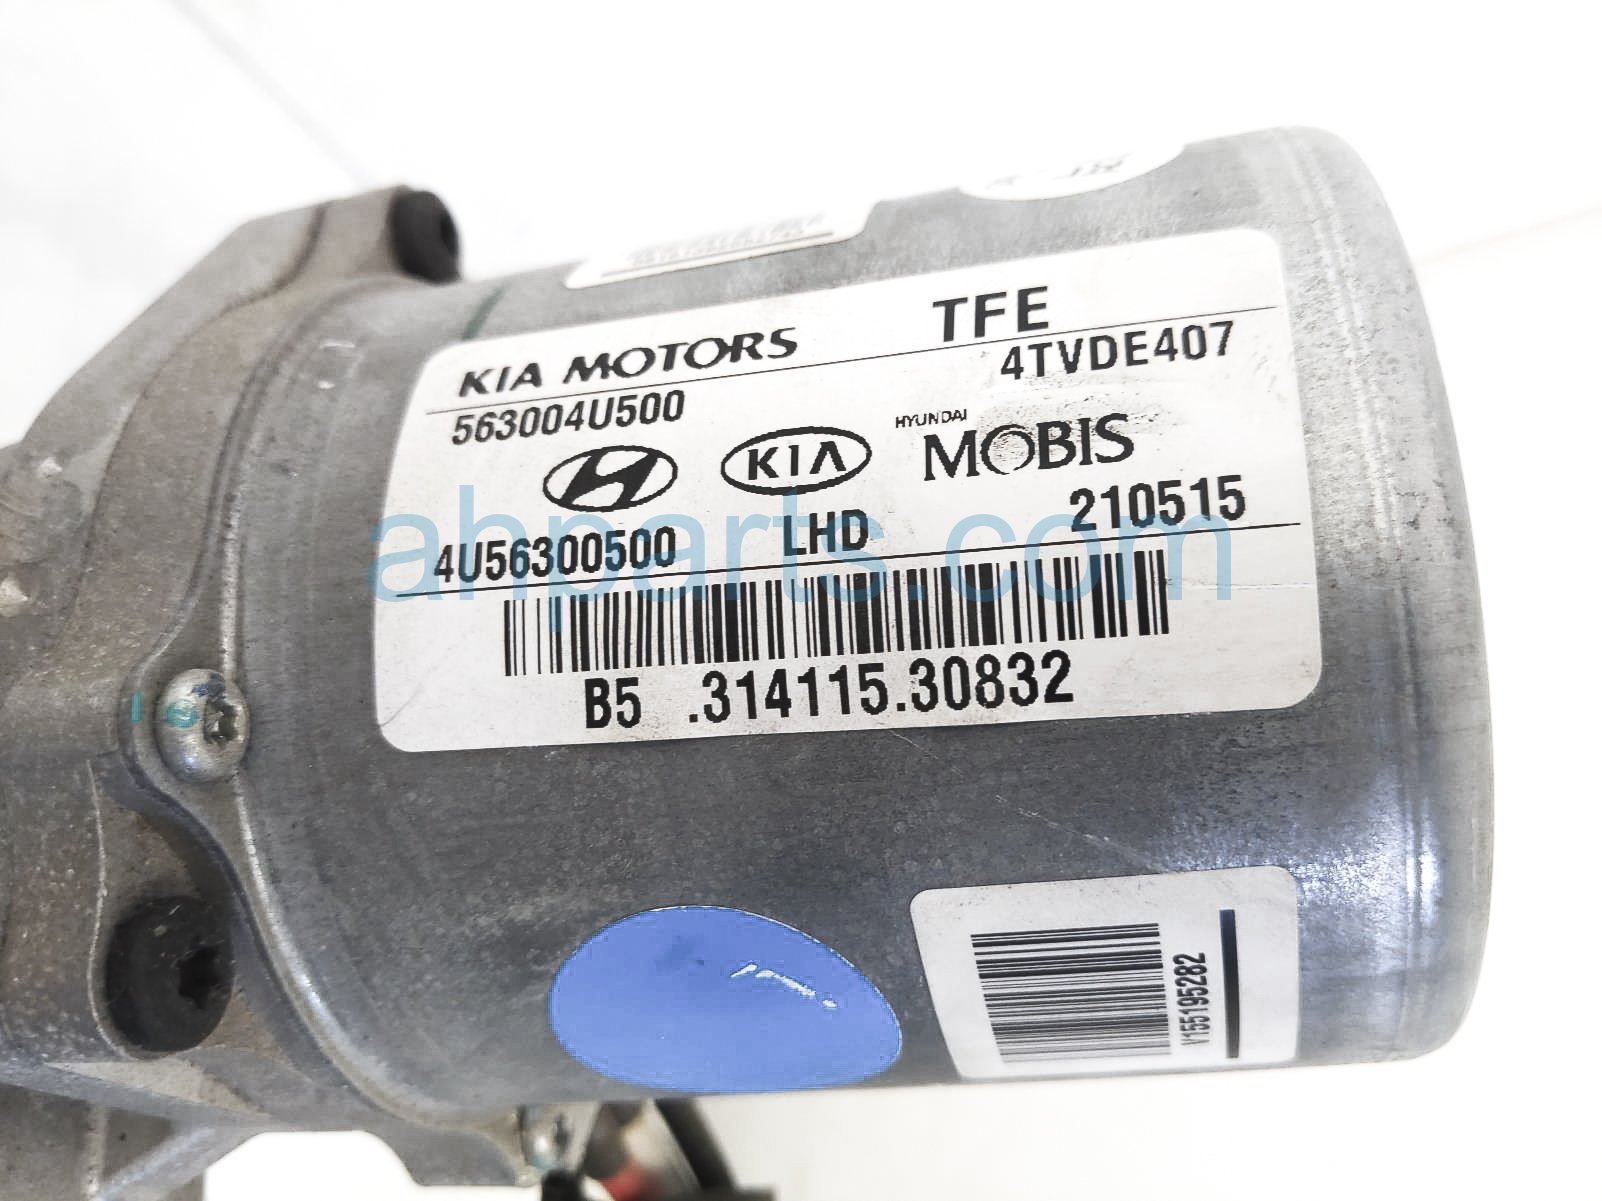 KIA MOTORS TFE
563004U500 4TVDE407
KIA HYUNDAI MOBIS
4U56300500 LHD 210515
B5 .314115.30832
V155195282
ahparts.com